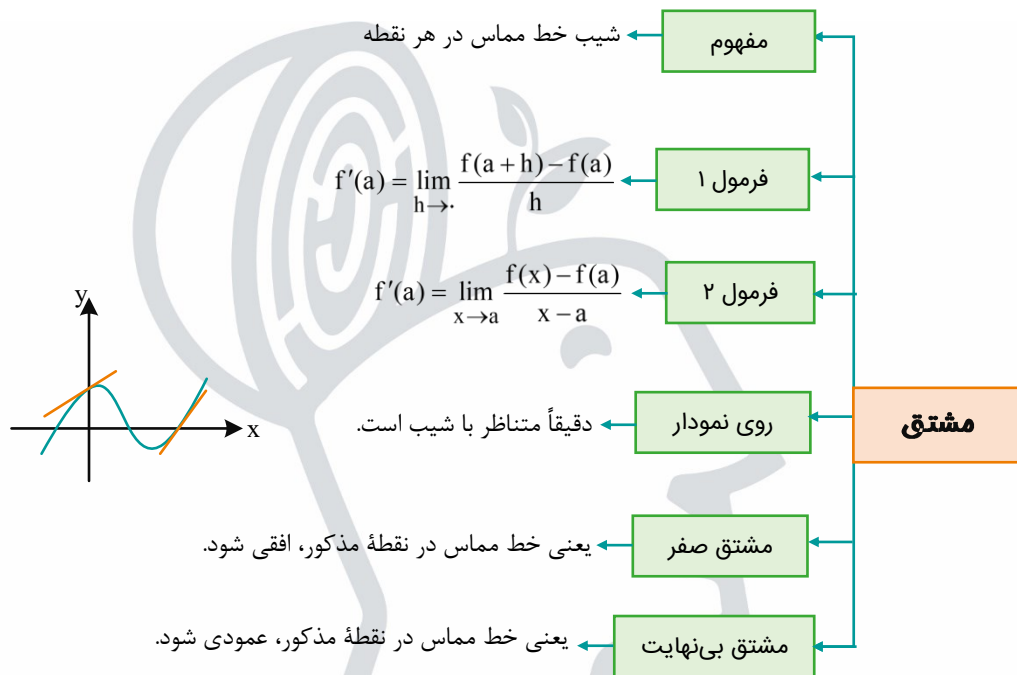 مفهوم
شیب خط مماس در هر نقطه
فرمول ۱
f′(a) = lim h→۰ (f(a + h) − f(a)) / h
فرمول ۲
f′(a) = lim x→a (f(x) − f(a)) / (x − a)
مشتق
روی نمودار
دقیقاً متناظر با شیب است.
y
x
مشتق صفر
یعنی خط مماس در نقطهٔ مذکور، افقی شود.
مشتق بی‌نهایت
یعنی خط مماس در نقطهٔ مذکور، عمودی شود.